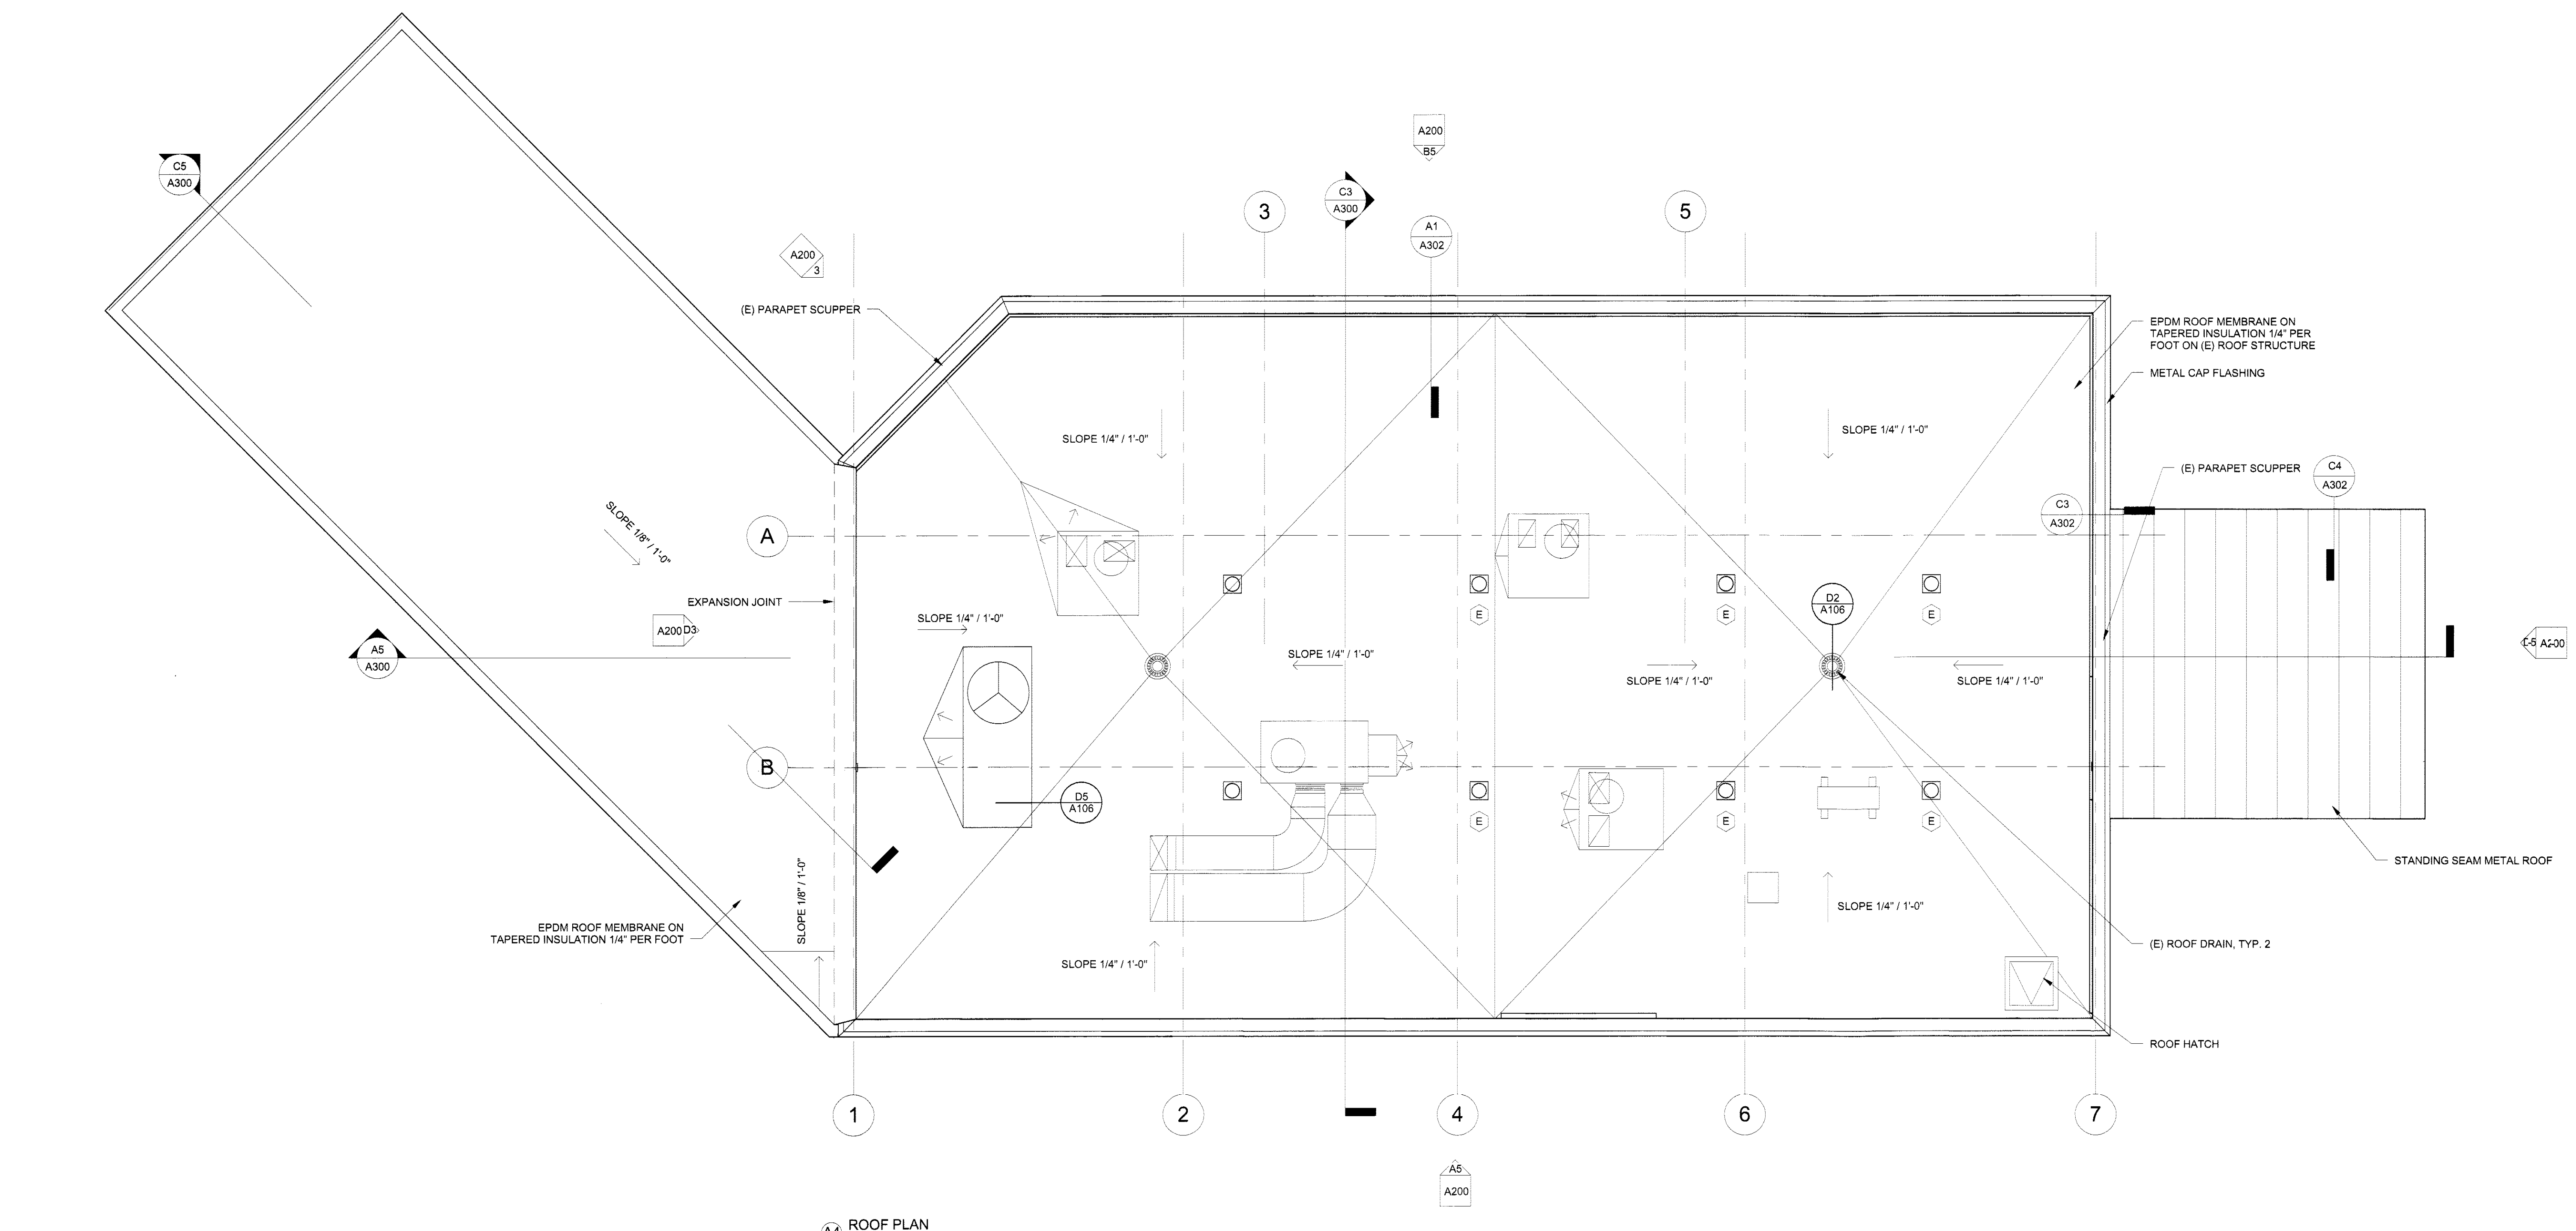 A200
B5
C5
A300
C3
A300
3
5
A1
A302
A200
3
(E) PARAPET SCUPPER
EPDM ROOF MEMBRANE ON
TAPERED INSULATION 1/4" PER
FOOT ON (E) ROOF STRUCTURE
METAL CAP FLASHING
SLOPE 1/4" / 1'-0"
SLOPE 1/4" / 1'-0"
(E) PARAPET SCUPPER
C4
A302
C3
A302
SLOPE 1/8" / 1'-0"
A
EXPANSION JOINT
D2
A106
E
E
E
SLOPE 1/4" / 1'-0"
A200
D3
A5
A300
SLOPE 1/4" / 1'-0"
SLOPE 1/4" / 1'-0"
SLOPE 1/4" / 1'-0"
B
D5
A106
E
E
E
STANDING SEAM METAL ROOF
SLOPE 1/8" / 1'-0"
SLOPE 1/4" / 1'-0"
EPDM ROOF MEMBRANE ON
TAPERED INSULATION 1/4" PER FOOT
(E) ROOF DRAIN, TYP. 2
SLOPE 1/4" / 1'-0"
ROOF HATCH
1
2
4
6
7
A5
A200
ROOF PLAN